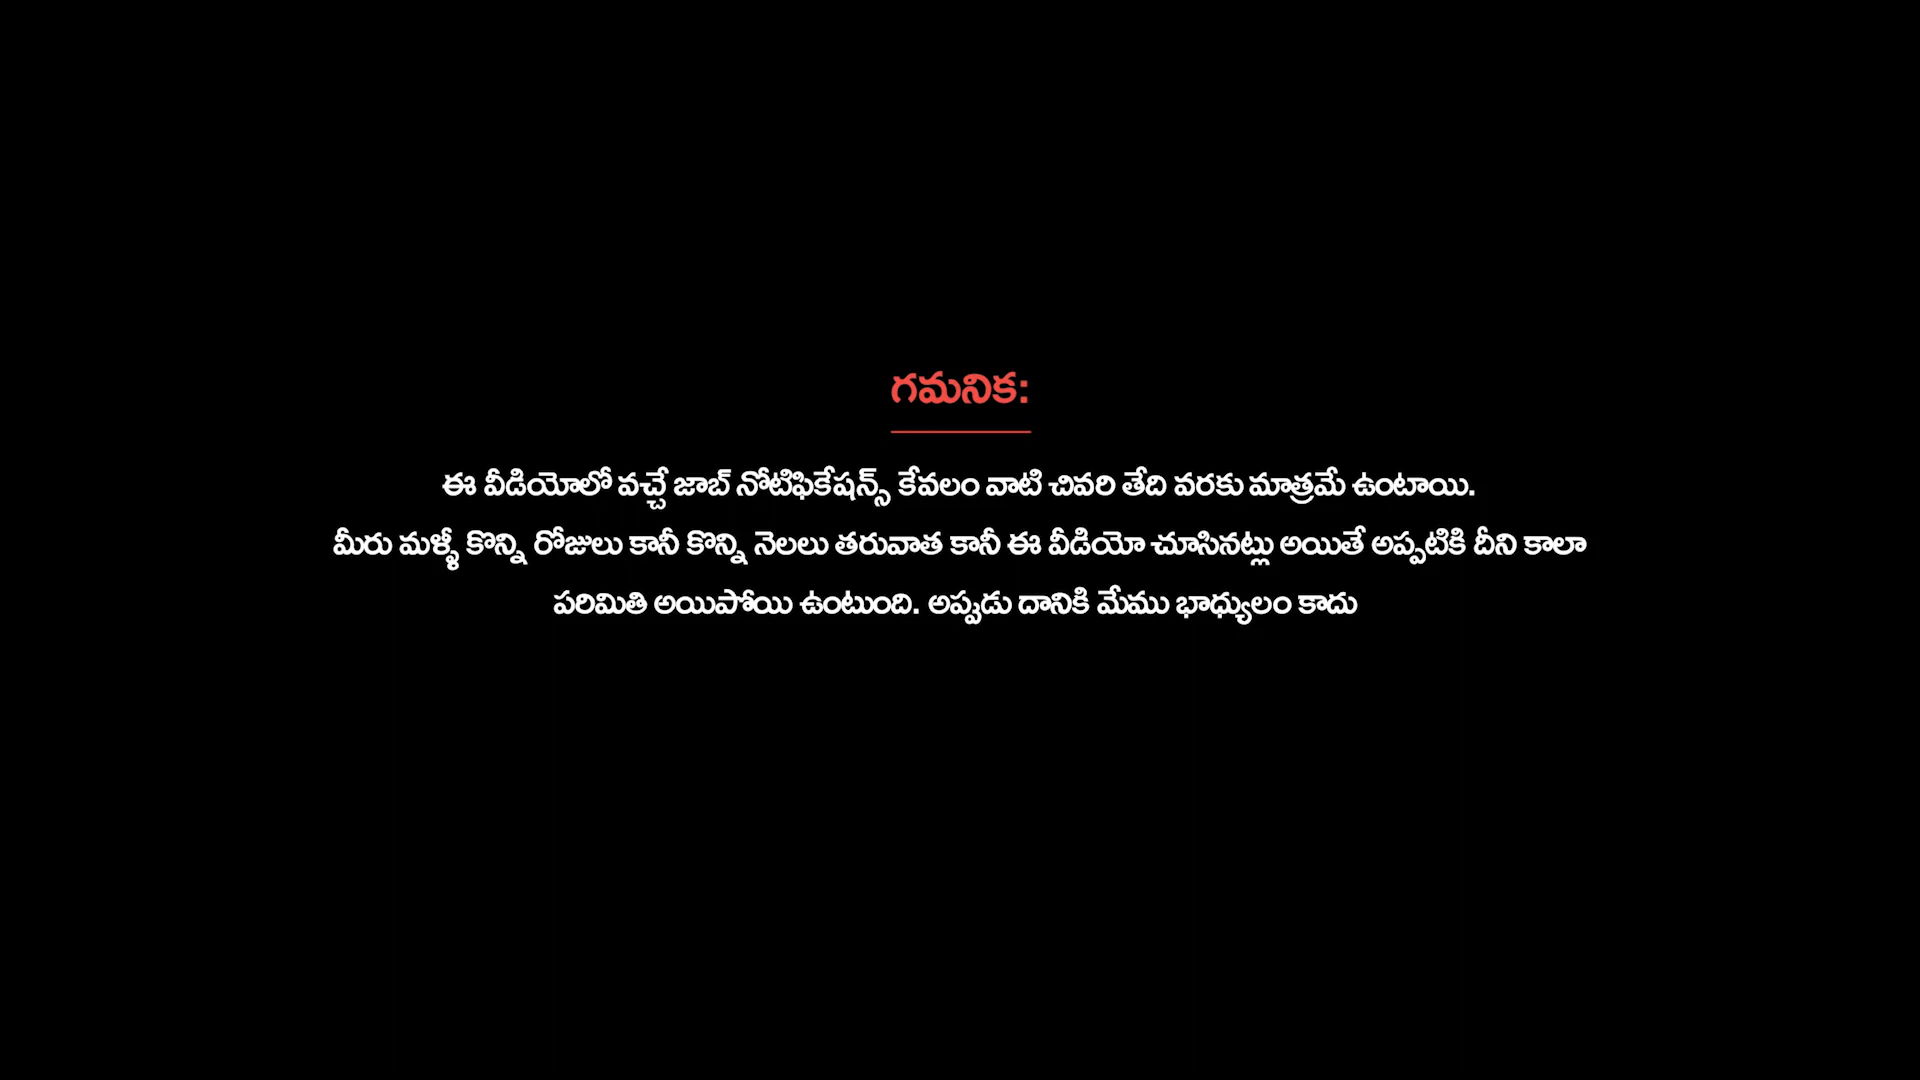 గమనిక:
ఈ వీడియోలో వచ్చే జాబ్ నోటిఫికేషన్స్ కేవలం వాటి చివరి తేది వరకు మాత్రమే ఉంటాయి.
మీరు మళ్ళీ కొన్ని రోజులు కానీ కొన్ని నెలలు తరువాత కానీ ఈ వీడియో చూసినట్లు అయితే అప్పటికి దీని కాలా
పరిమితి అయిపోయి ఉంటుంది. అప్పుడు దానికి మేము భాధ్యులం కాదు